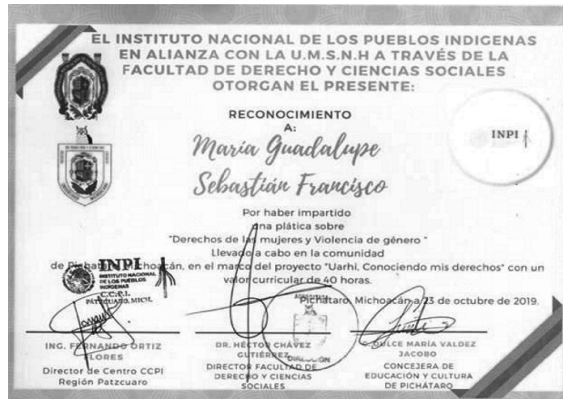 EL INSTITUTO NACIONAL DE LOS PUEBLOS INDIGENAS
EN ALIANZA CON LA U.M.S.N.H A TRAVÉS DE LA
FACULTAD DE DERECHO Y CIENCIAS SOCIALES
OTORGAN EL PRESENTE:
RECONOCIMIENTO
A:
INPI
María Guadalupe
Sebastián Francisco
Por haber impartido
una plática sobre
"Derechos de las mujeres y Violencia de género "
Llevado a cabo en la comunidad
de Pichátaro, Michoacán, en el marco del proyecto "Uarhi, Conociendo mis derechos" con un
valor curricular de 40 horas.
INPI
INSTITUTO NACIONAL
DE LOS PUEBLOS
INDÍGENAS
C.C.P.I.
PÁTZCUARO, MICH.
Pichátaro, Michoacán a 23 de octubre de 2019.
DIRECCIÓN
ING. FERNANDO ORTIZ
FLORES
Director de Centro CCPI
Región Patzcuaro
DR. HÉCTOR CHÁVEZ
GUTIÉRREZ
DIRECTOR FACULTAD DE
DERECHO Y CIENCIAS
SOCIALES
C. DULCE MARÍA VALDEZ
JACOBO
CONCEJERA DE
EDUCACIÓN Y CULTURA
DE PICHÁTARO